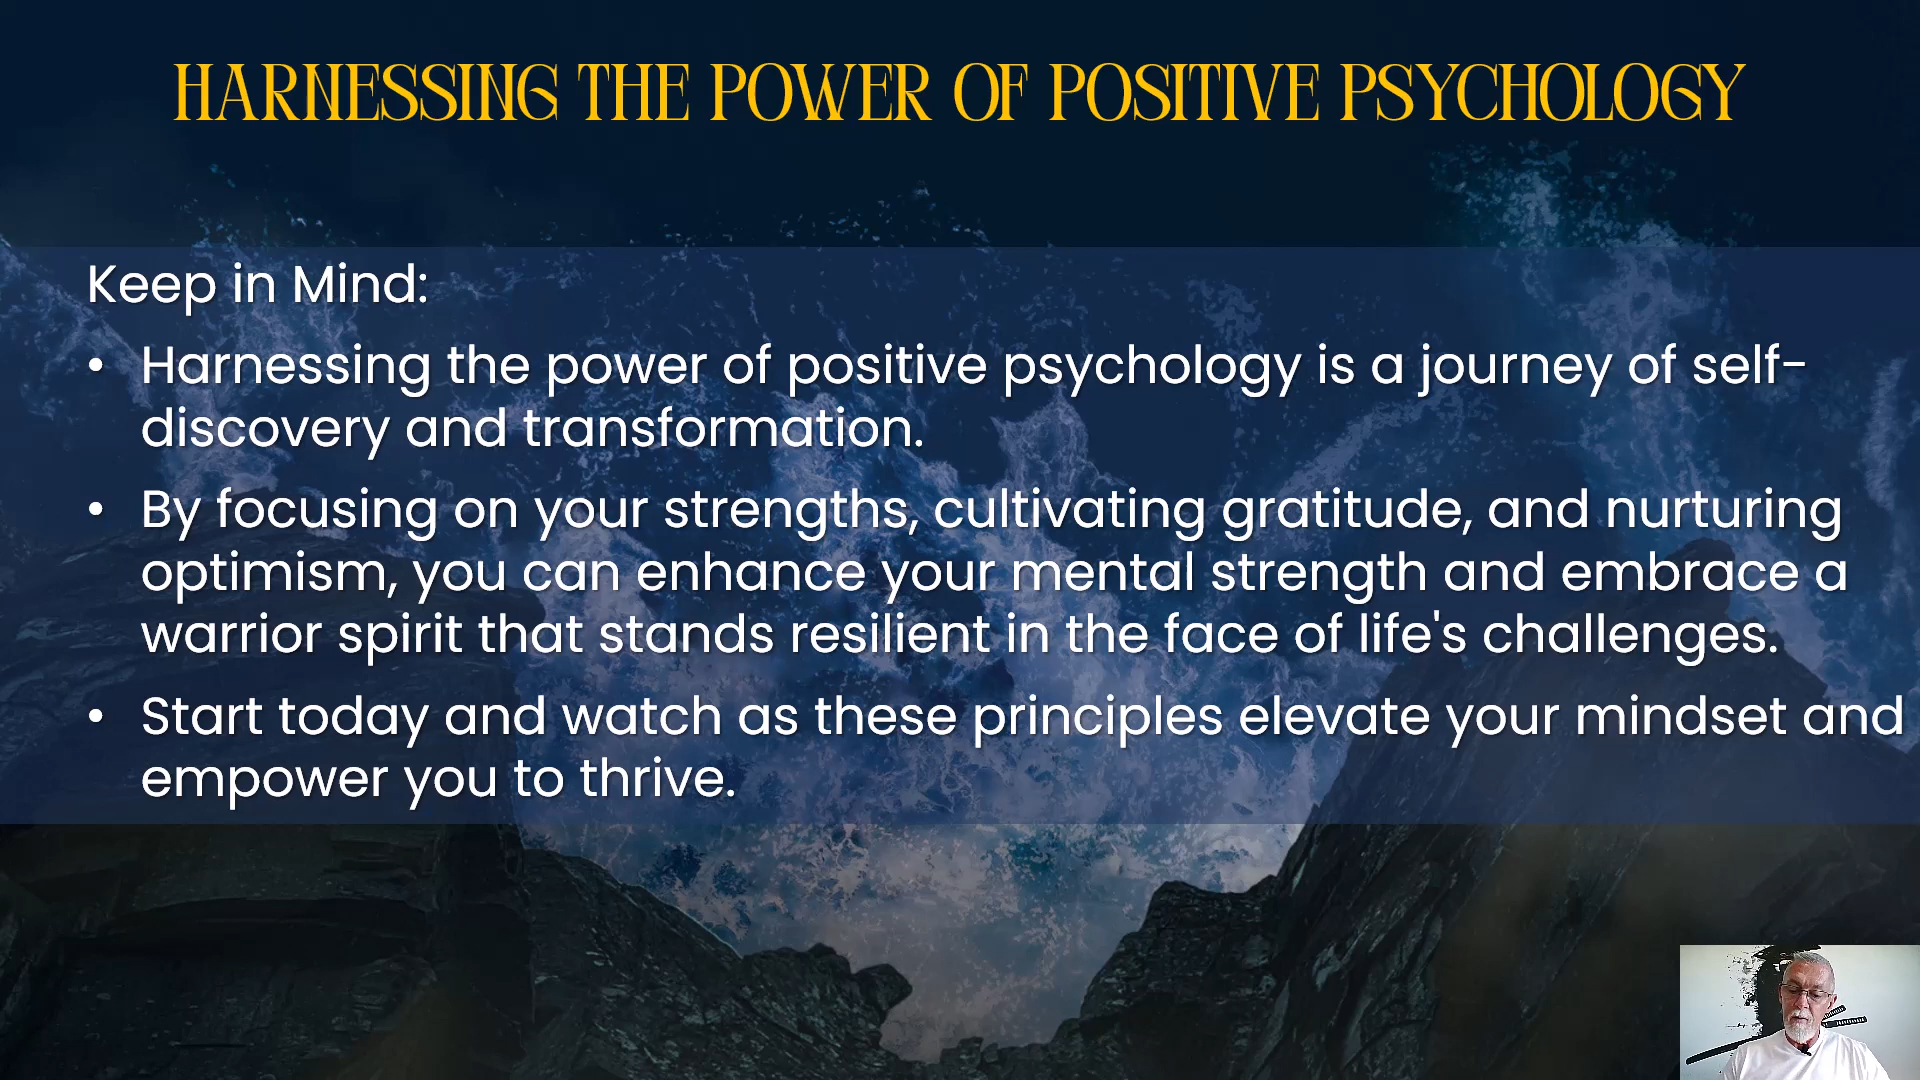 HARNESSING THE POWER OF POSITIVE PSYCHOLOGY
Keep in Mind:
• Harnessing the power of positive psychology is a journey of self-
discovery and transformation.
• By focusing on your strengths, cultivating gratitude, and nurturing
optimism, you can enhance your mental strength and embrace a
warrior spirit that stands resilient in the face of life's challenges.
• Start today and watch as these principles elevate your mindset and
empower you to thrive.